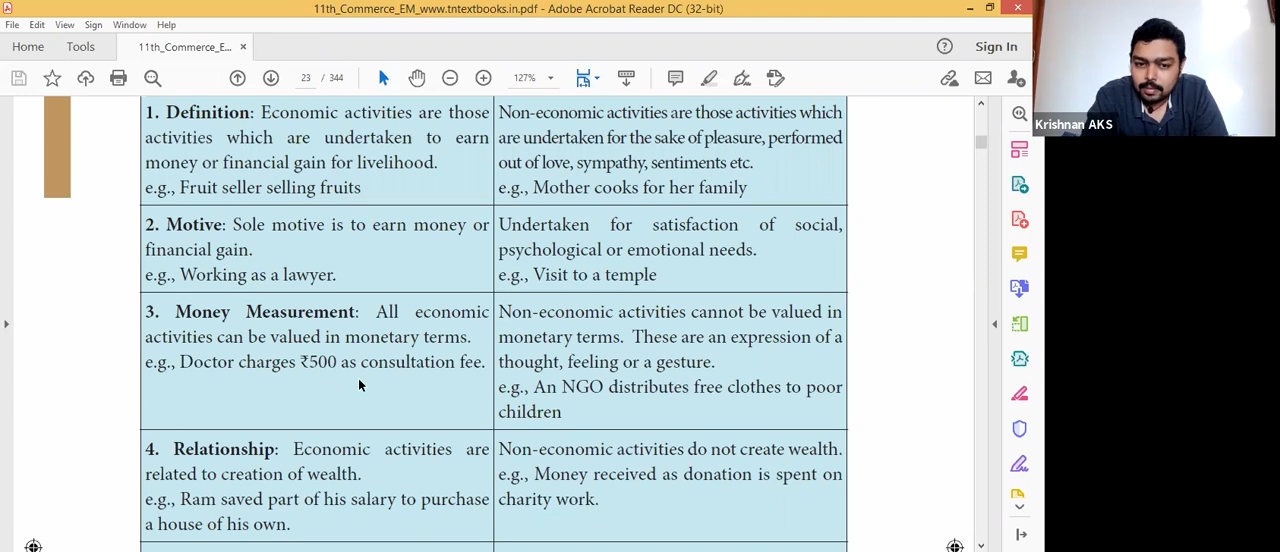 11th_Commerce_EM_www.tntextbooks.in.pdf - Adobe Acrobat Reader DC (32-bit)
File Edit View Sign Window Help
Home Tools 11th_Commerce_E... × Sign In
23 / 344 127%
Krishnan AKS
1. Definition: Economic activities are those
activities which are undertaken to earn
money or financial gain for livelihood.
e.g., Fruit seller selling fruits
Non-economic activities are those activities which
are undertaken for the sake of pleasure, performed
out of love, sympathy, sentiments etc.
e.g., Mother cooks for her family
2. Motive: Sole motive is to earn money or
financial gain.
e.g., Working as a lawyer.
Undertaken for satisfaction of social,
psychological or emotional needs.
e.g., Visit to a temple
3. Money Measurement: All economic
activities can be valued in monetary terms.
e.g., Doctor charges ₹500 as consultation fee.
Non-economic activities cannot be valued in
monetary terms. These are an expression of a
thought, feeling or a gesture.
e.g., An NGO distributes free clothes to poor
children
4. Relationship: Economic activities are
related to creation of wealth.
e.g., Ram saved part of his salary to purchase
a house of his own.
Non-economic activities do not create wealth.
e.g., Money received as donation is spent on
charity work.